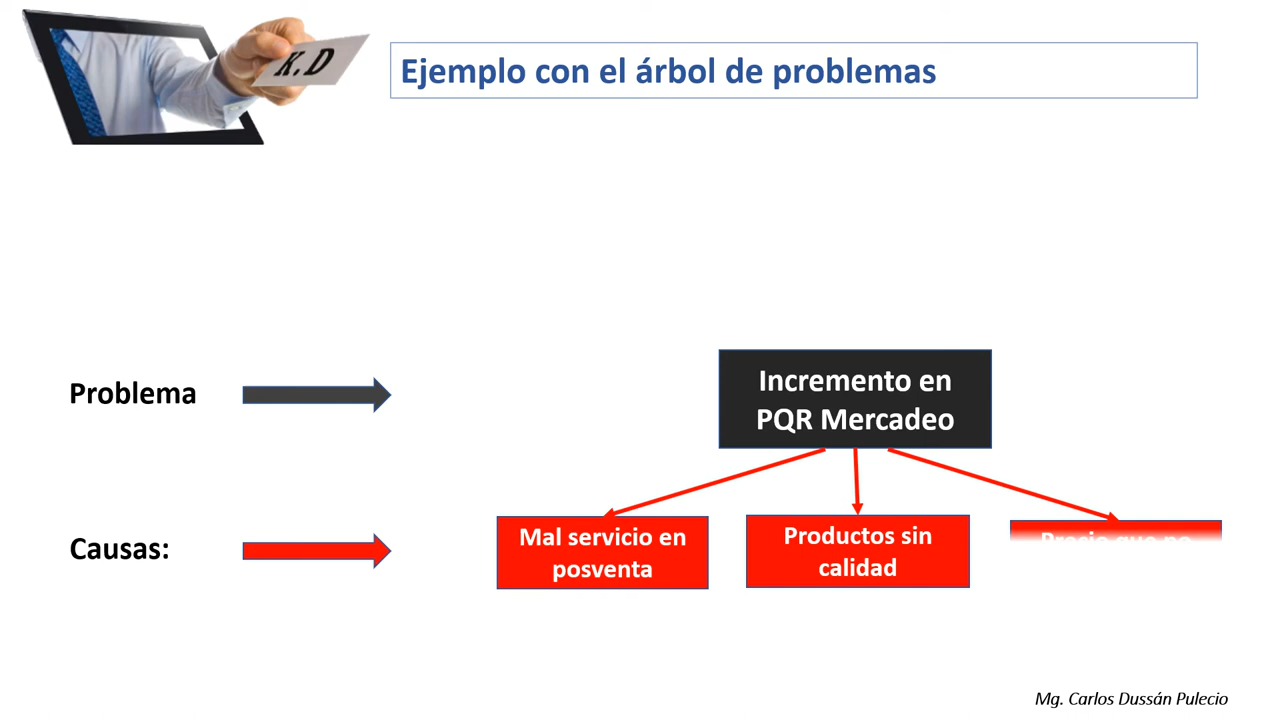 K.D
Ejemplo con el árbol de problemas
Problema
Incremento en
PQR Mercadeo
Causas:
Mal servicio en
posventa
Productos sin
calidad
Precio que no
Mg. Carlos Dussán Pulecio